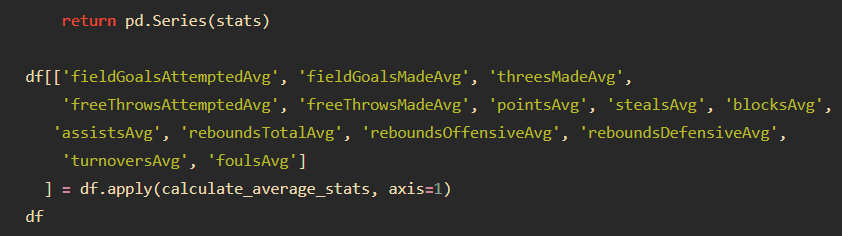 return pd.Series(stats)
df[['fieldGoalsAttemptedAvg', 'fieldGoalsMadeAvg', 'threesMadeAvg',
'freeThrowsAttemptedAvg', 'freeThrowsMadeAvg', 'pointsAvg', 'stealsAvg', 'blocksAvg',
'assistsAvg', 'reboundsTotalAvg', 'reboundsOffensiveAvg', 'reboundsDefensiveAvg',
'turnoversAvg', 'foulsAvg']
] = df.apply(calculate_average_stats, axis=1)
df